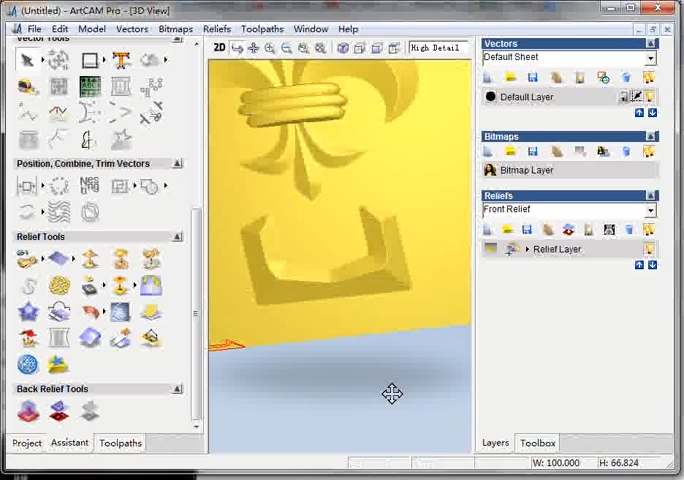 (Untitled) - ArtCAM Pro - [3D View]
File Edit Model Vectors Bitmaps Reliefs Toolpaths Window Help
Vector Tools
2D
High Detail
Position, Combine, Trim Vectors
Relief Tools
Back Relief Tools
Project Assistant Toolpaths
Vectors
Default Sheet
Default Layer
Bitmaps
Bitmap Layer
Reliefs
Front Relief
Relief Layer
Layers Toolbox
W: 100.000 H: 66.824